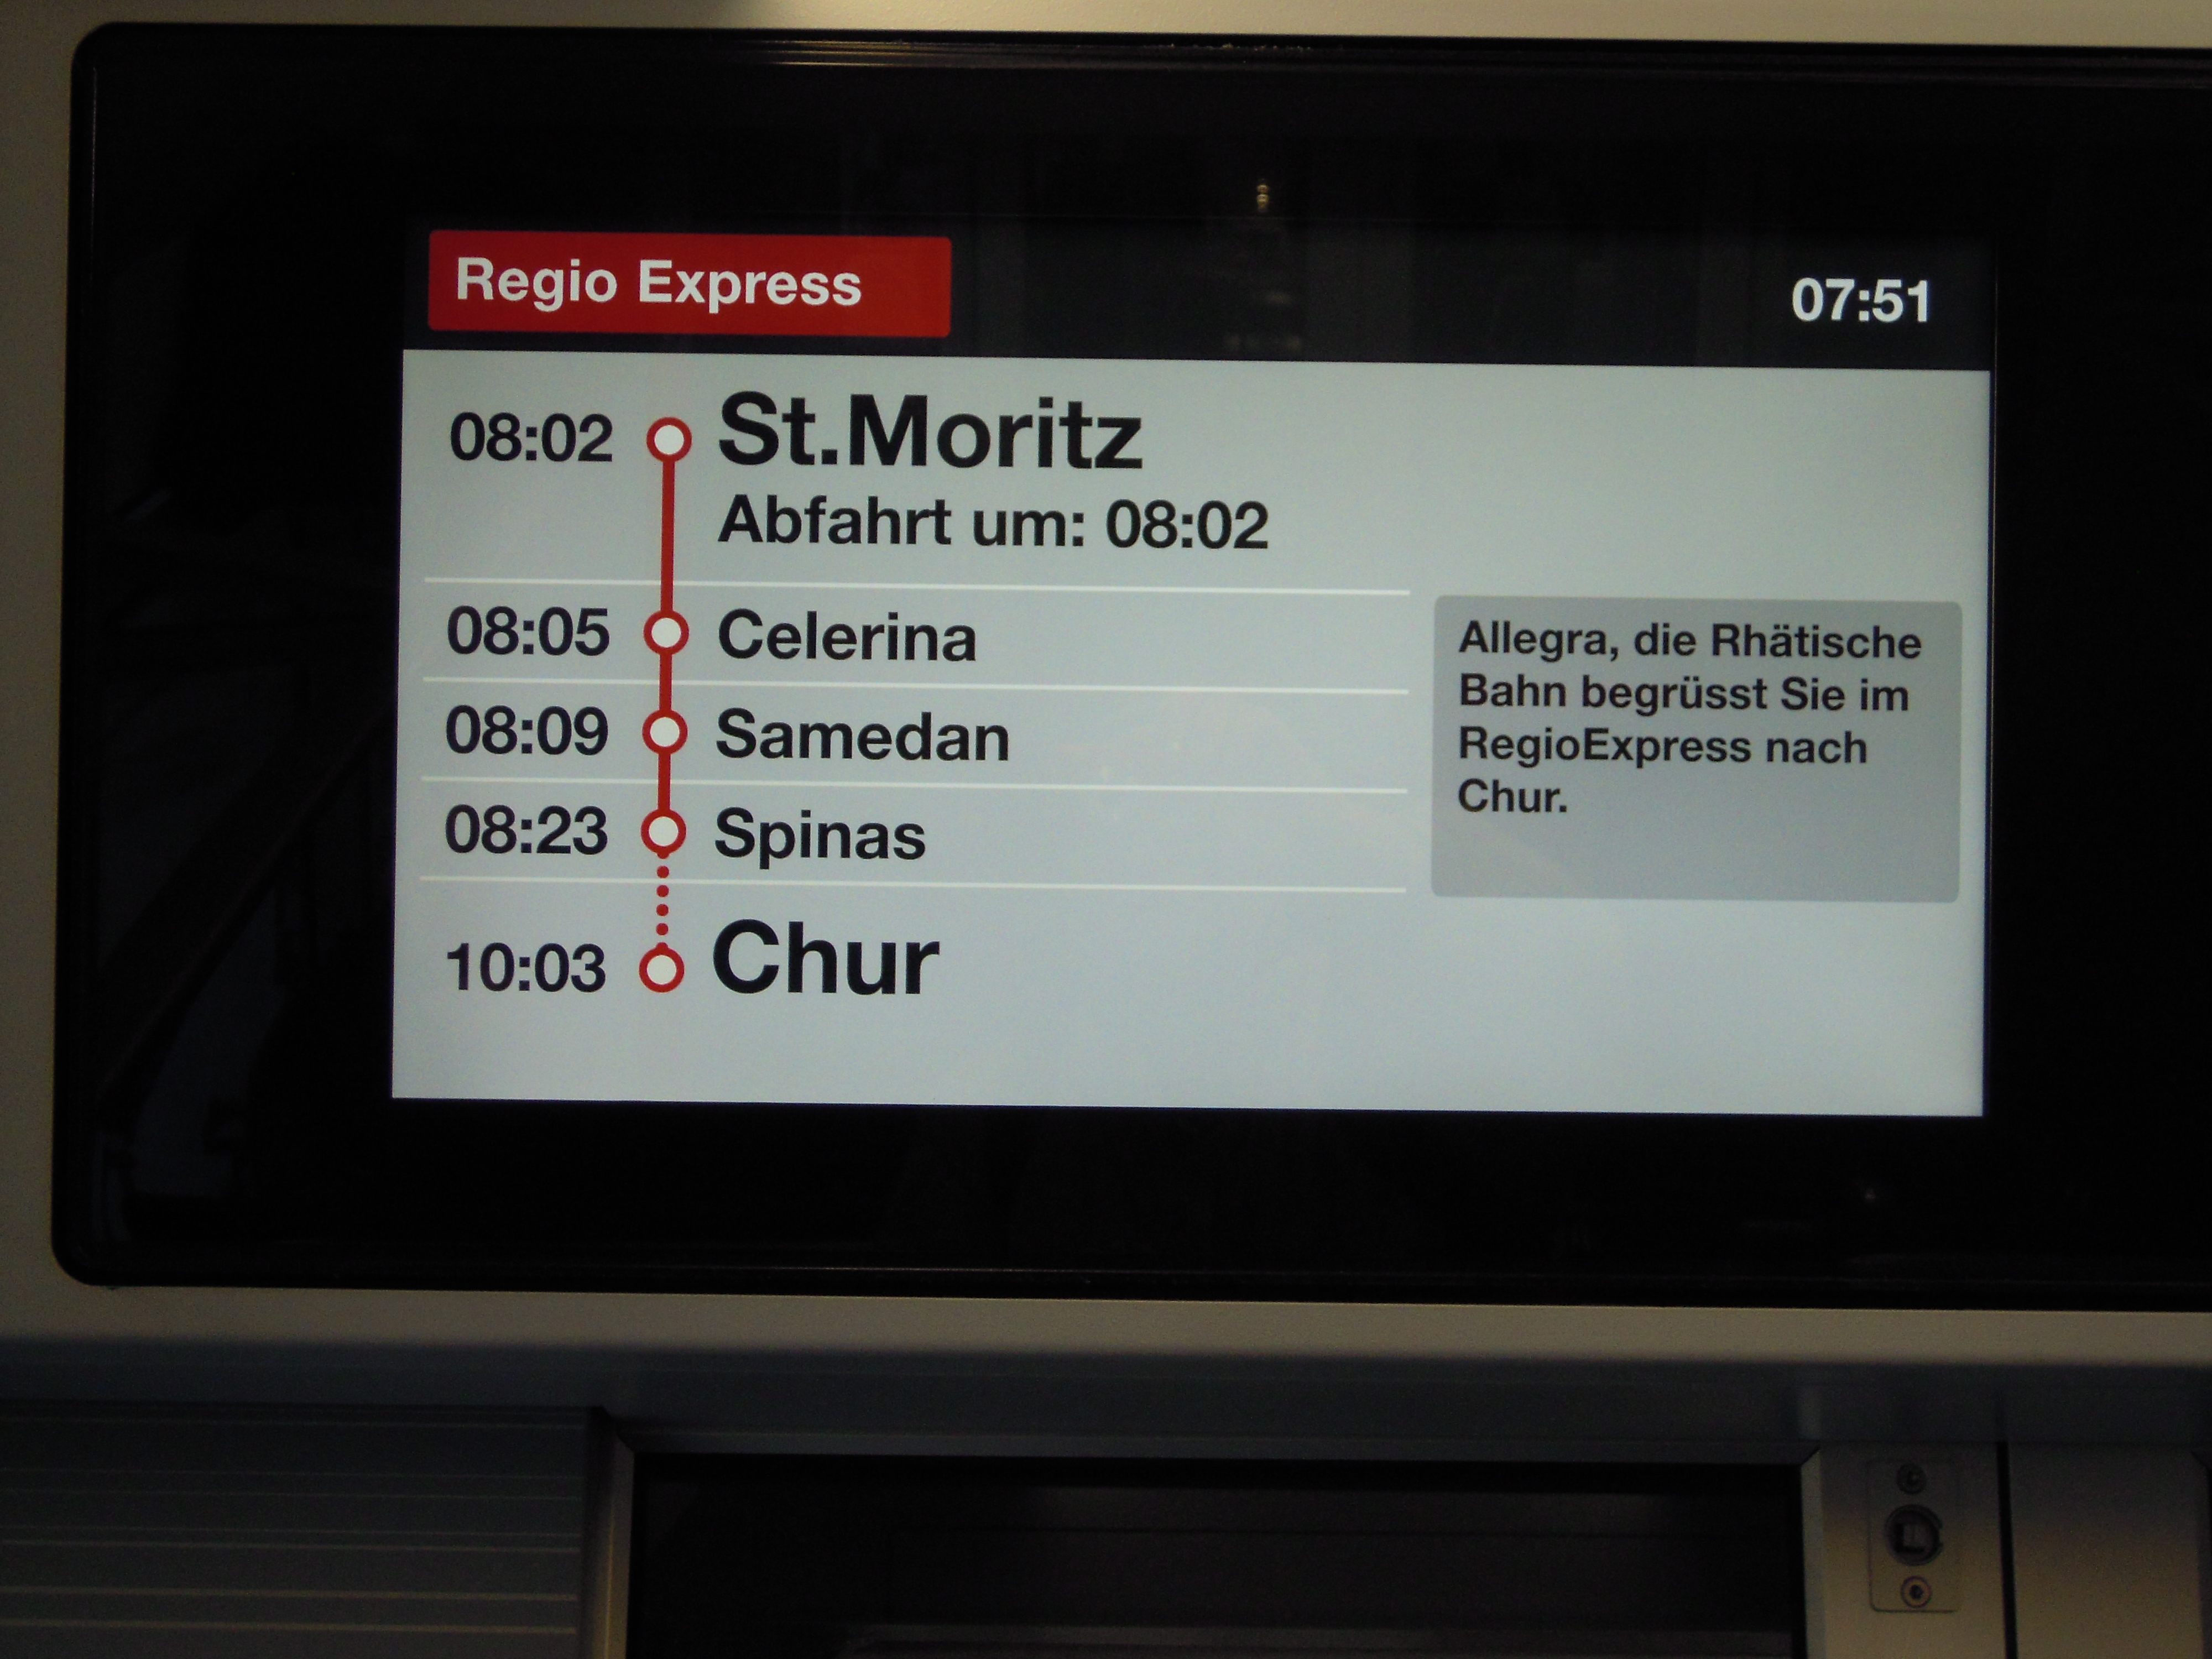 Regio Express
07:51
08:02 St.Moritz
Abfahrt um: 08:02
08:05 Celerina
08:09 Samedan
08:23 Spinas
10:03 Chur
Allegra, die Rhätische
Bahn begrüsst Sie im
RegioExpress nach
Chur.